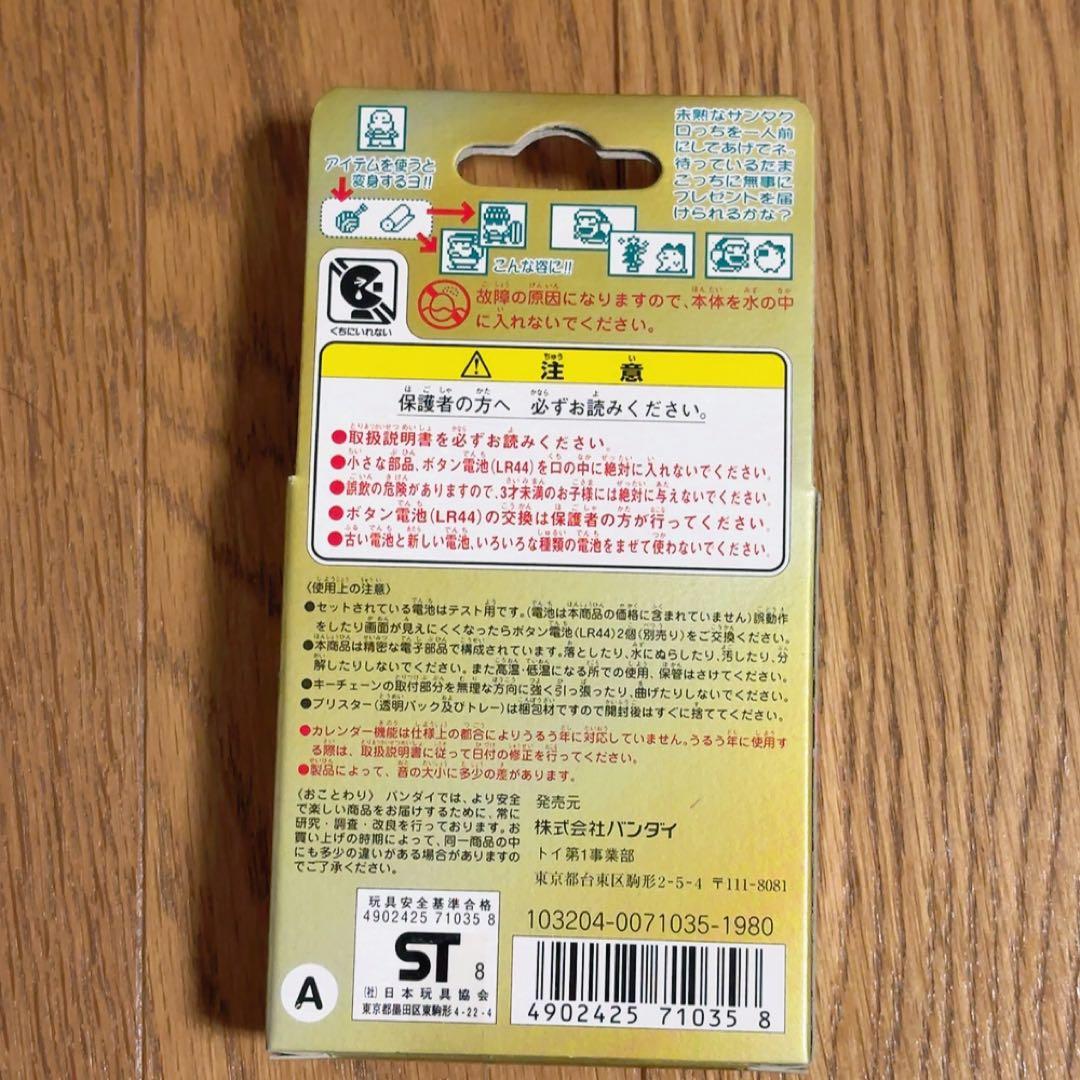 アイテムを使うと
変身するヨ!!
こんな姿に!!
未熟なサンタク
ロっちを一人前
にしてあげてネ。
待っているたま
ごっちに無事に
プレゼントを届
けられるかな?
くちにいれない
故障の原因になりますので、本体を水の中
に入れないでください。
注意
保護者の方へ 必ずお読みください。
●取扱説明書を必ずお読みください。
●小さな部品、ボタン電池(LR44)を口の中に絶対に入れないでください。
●誤飲の危険がありますので、3才未満のお子様には絶対に与えないでください。
●ボタン電池(LR44)の交換は保護者の方が行ってください。
●古い電池と新しい電池、いろいろな種類の電池をまぜて使わないでください。
〈使用上の注意〉
●セットされている電池はテスト用です。(電池は本商品の価格に含まれていません)誤動作
をしたり画面が見えにくくなったらボタン電池(LR44)2個(別売り)をご交換ください。
●本商品は精密な電子部品で構成されています。落としたり、水にぬらしたり、汚したり、分
解したりしないでください。また高温・低温になる所での使用、保管はさけてください。
●キーチェーンの取付部分を無理な方向に強く引っ張ったり、曲げたりしないでください。
●ブリスター(透明パック及びトレー)は梱包材ですので開封後はすぐに捨ててください。
●カレンダー機能は仕様上の都合によりうるう年に対応していません。うるう年に使用す
る際は、取扱説明書に従って日付の修正を行ってください。
●製品によって、音の大小に多少の差があります。
〈おことわり〉 バンダイでは、より安全
で楽しい商品をお届けするために、常に
研究・調査・改良を行っております。お
買い上げの時期によって、同一商品の中
にも多少の違いがある場合がありますの
でご了承ください。
発売元
株式会社バンダイ
トイ第1事業部
東京都台東区駒形2-5-4 〒111-8081
玩具安全基準合格
4902425 71035 8
ST 8
(社)日本玩具協会
東京都墨田区東駒形4-22-4
A
103204-0071035-1980
4902425 71035 8